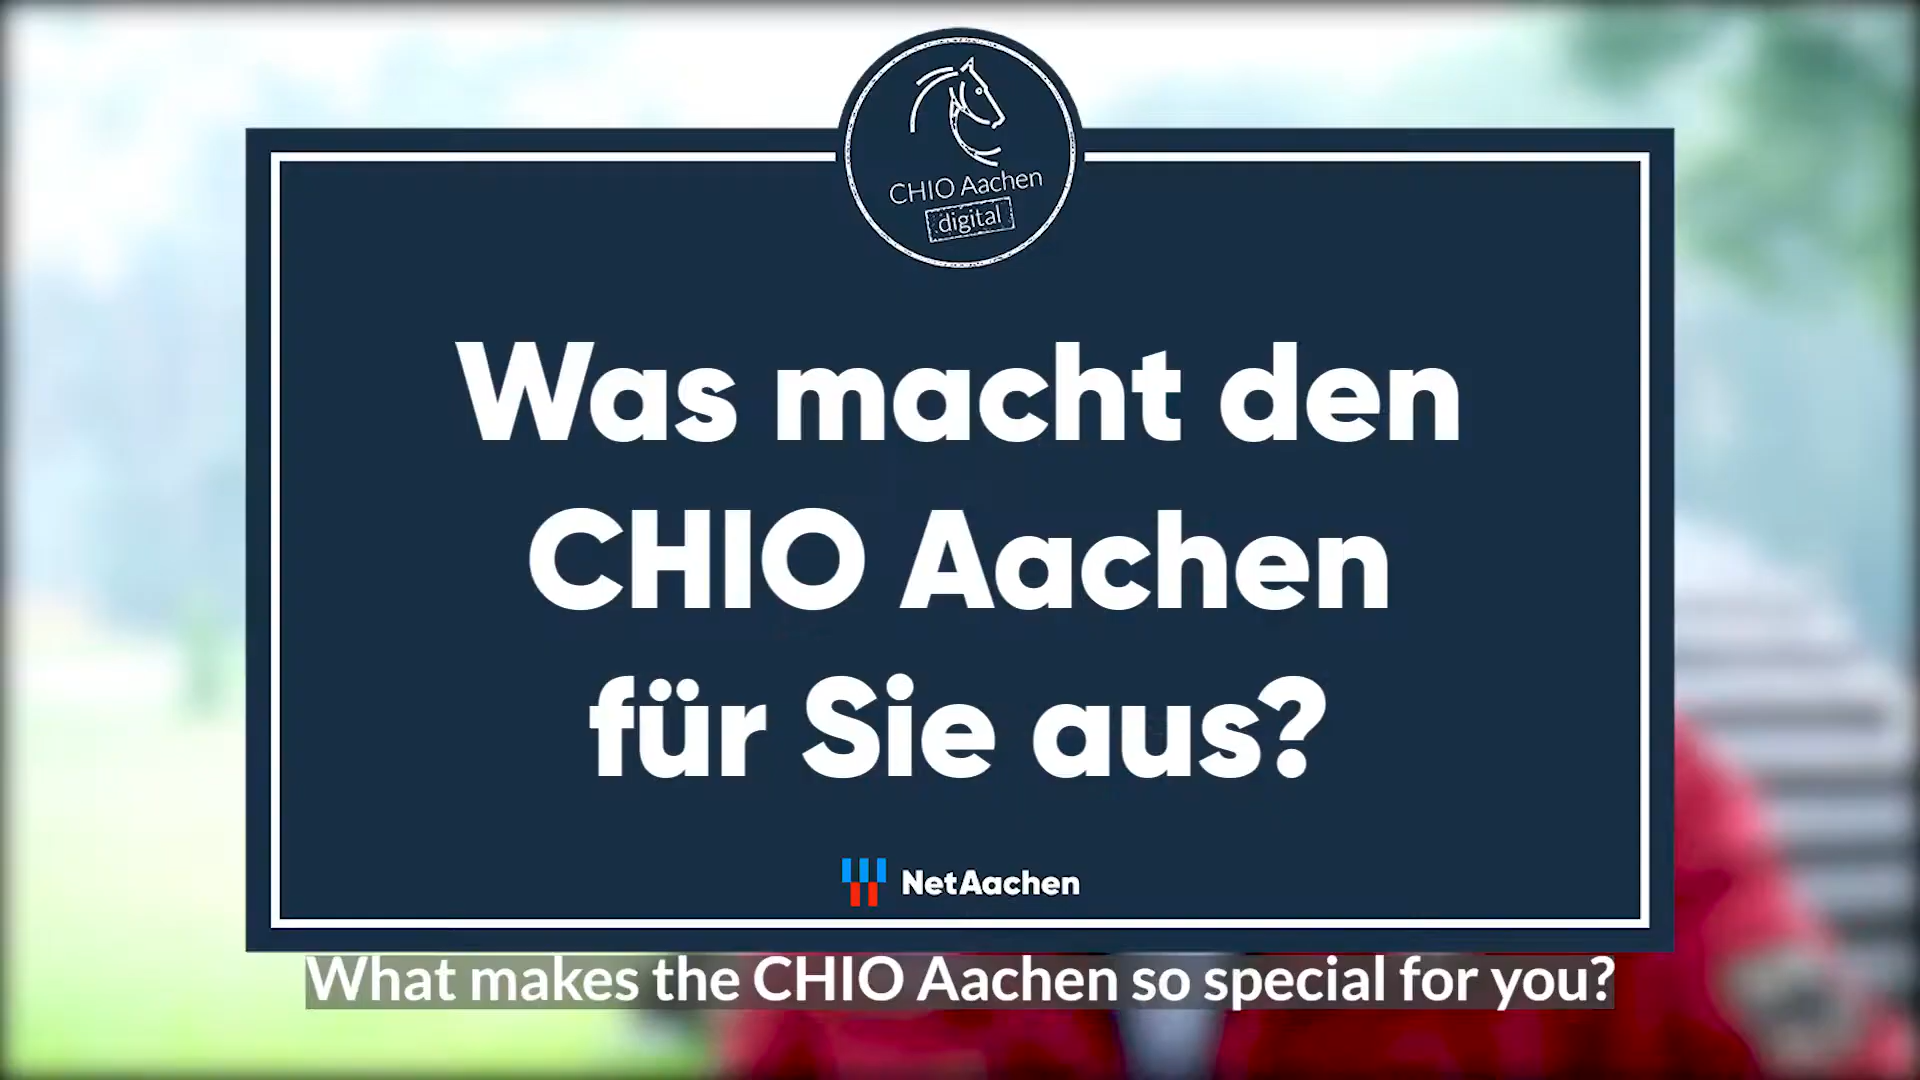 CHIO Aachen
digital
Was macht den
CHIO Aachen
für Sie aus?
NetAachen
What makes the CHIO Aachen so special for you?